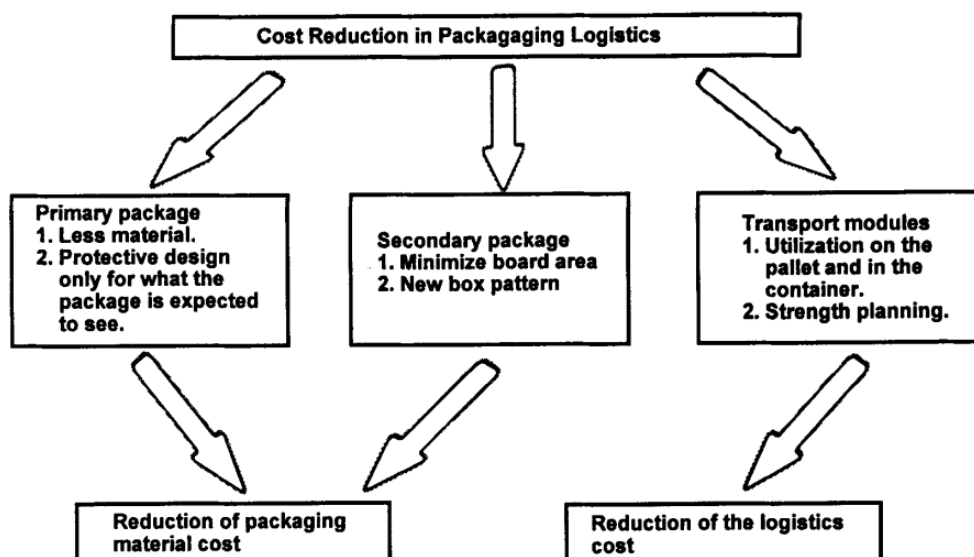 Cost Reduction in Packagaging Logistics
Primary package
1. Less material.
2. Protective design
only for what the
package is expected
to see.
Secondary package
1. Minimize board area
2. New box pattern
Transport modules
1. Utilization on the
pallet and in the
container.
2. Strength planning.
Reduction of packaging
material cost
Reduction of the logistics
cost